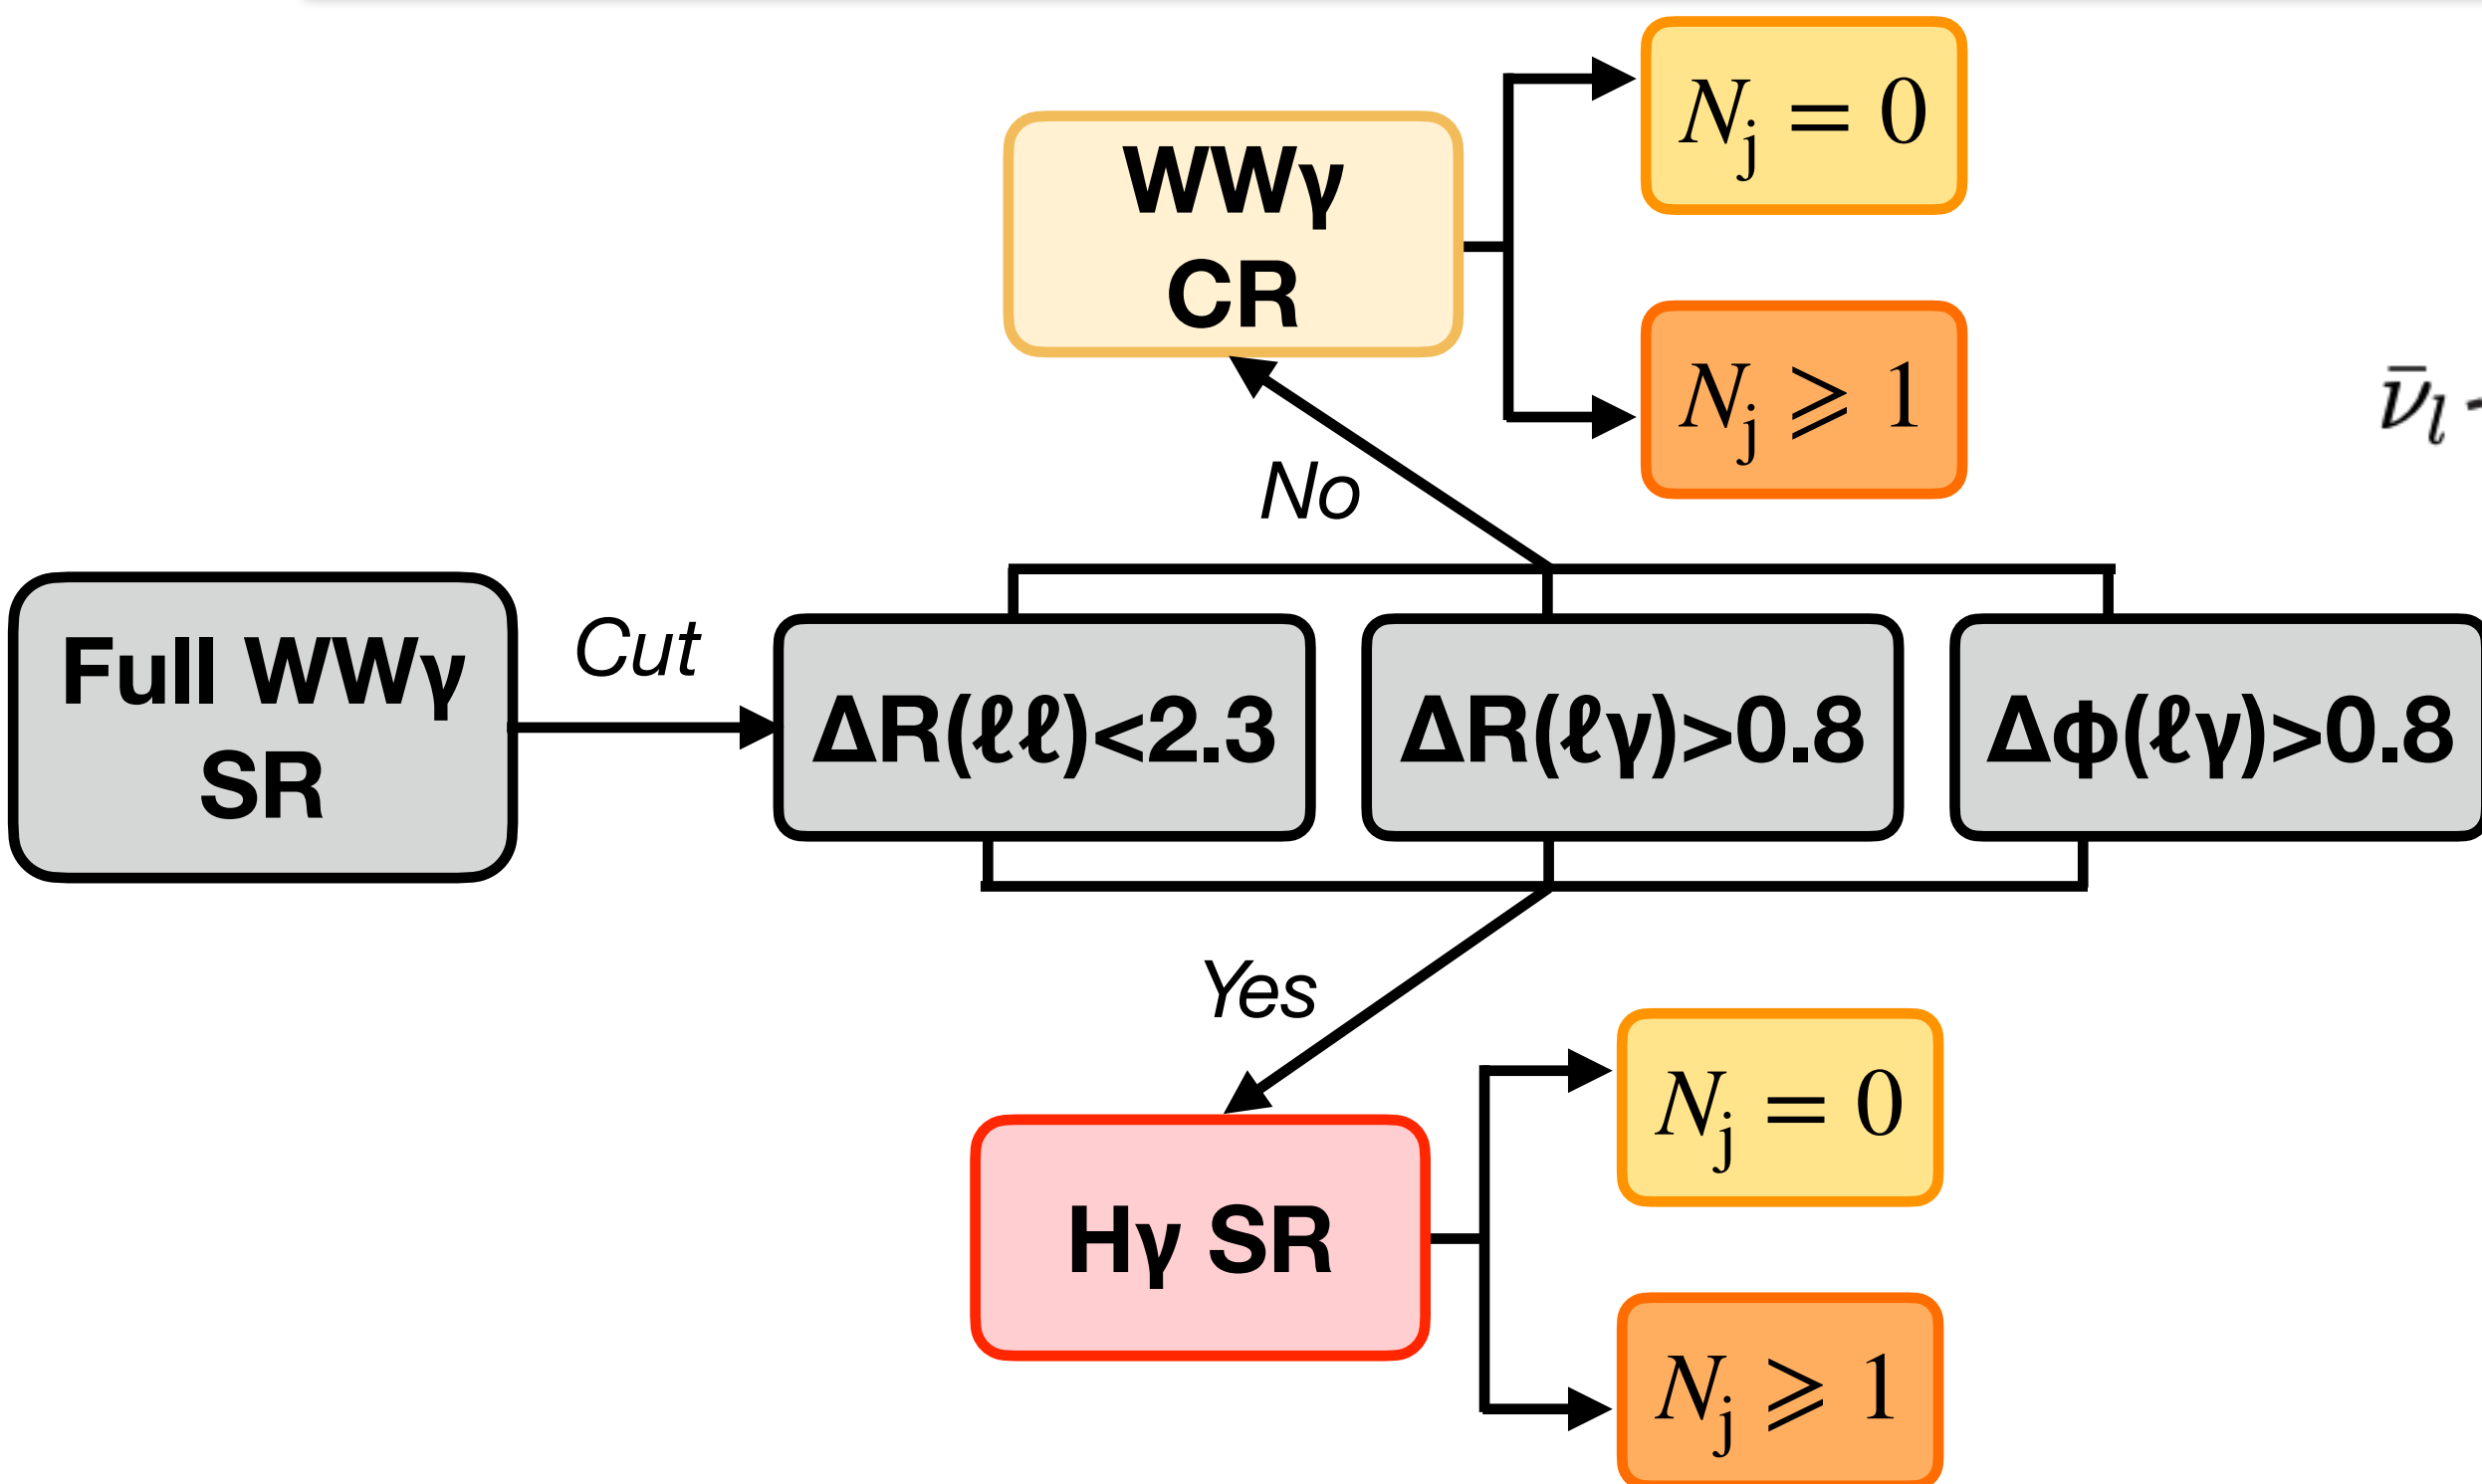 N_j = 0
WWγ
CR
N_j ⩾ 1
ν̄_l
No
Full WWγ
SR
Cut
ΔR(ℓℓ)<2.3
ΔR(ℓγ)>0.8
Δϕ(ℓγ)>0.8
Yes
N_j = 0
Hγ SR
N_j ⩾ 1